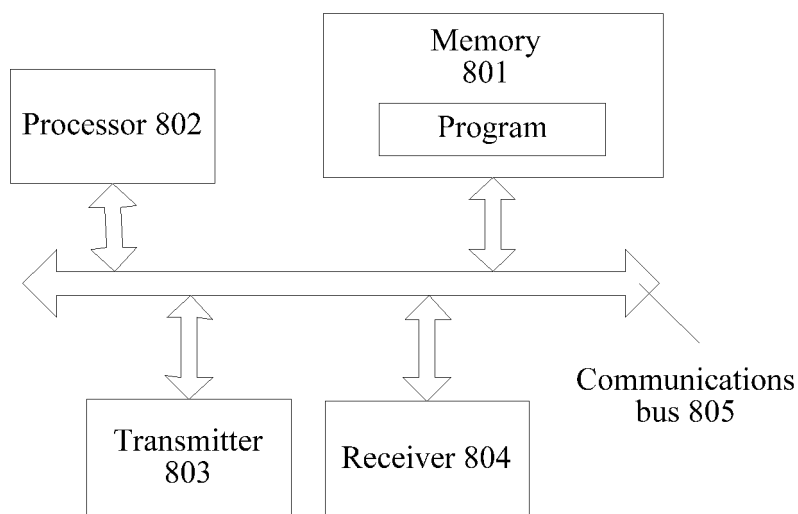 Processor 802
Memory
801
Program
Communications
bus 805
Transmitter
803
Receiver 804